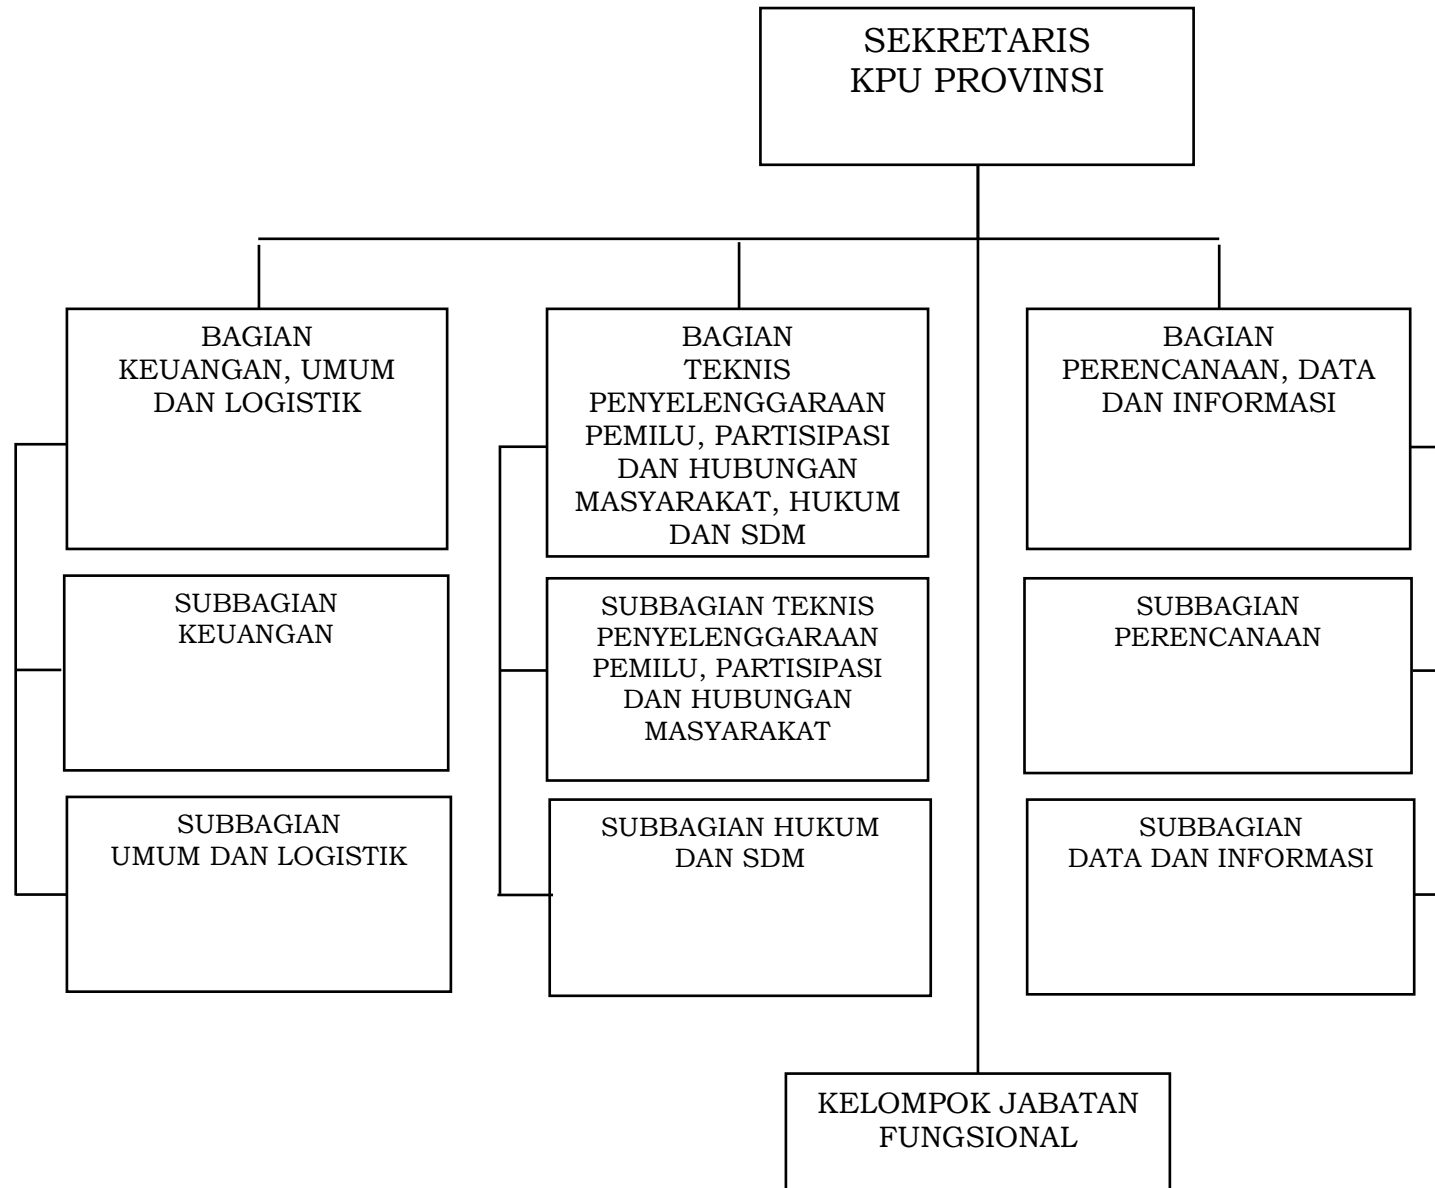 SEKRETARIS
KPU PROVINSI
BAGIAN
KEUANGAN, UMUM
DAN LOGISTIK
BAGIAN
TEKNIS
PENYELENGGARAAN
PEMILU, PARTISIPASI
DAN HUBUNGAN
MASYARAKAT, HUKUM
DAN SDM
BAGIAN
PERENCANAAN, DATA
DAN INFORMASI
SUBBAGIAN
KEUANGAN
SUBBAGIAN TEKNIS
PENYELENGGARAAN
PEMILU, PARTISIPASI
DAN HUBUNGAN
MASYARAKAT
SUBBAGIAN
PERENCANAAN
SUBBAGIAN
UMUM DAN LOGISTIK
SUBBAGIAN HUKUM
DAN SDM
SUBBAGIAN
DATA DAN INFORMASI
KELOMPOK JABATAN
FUNGSIONAL